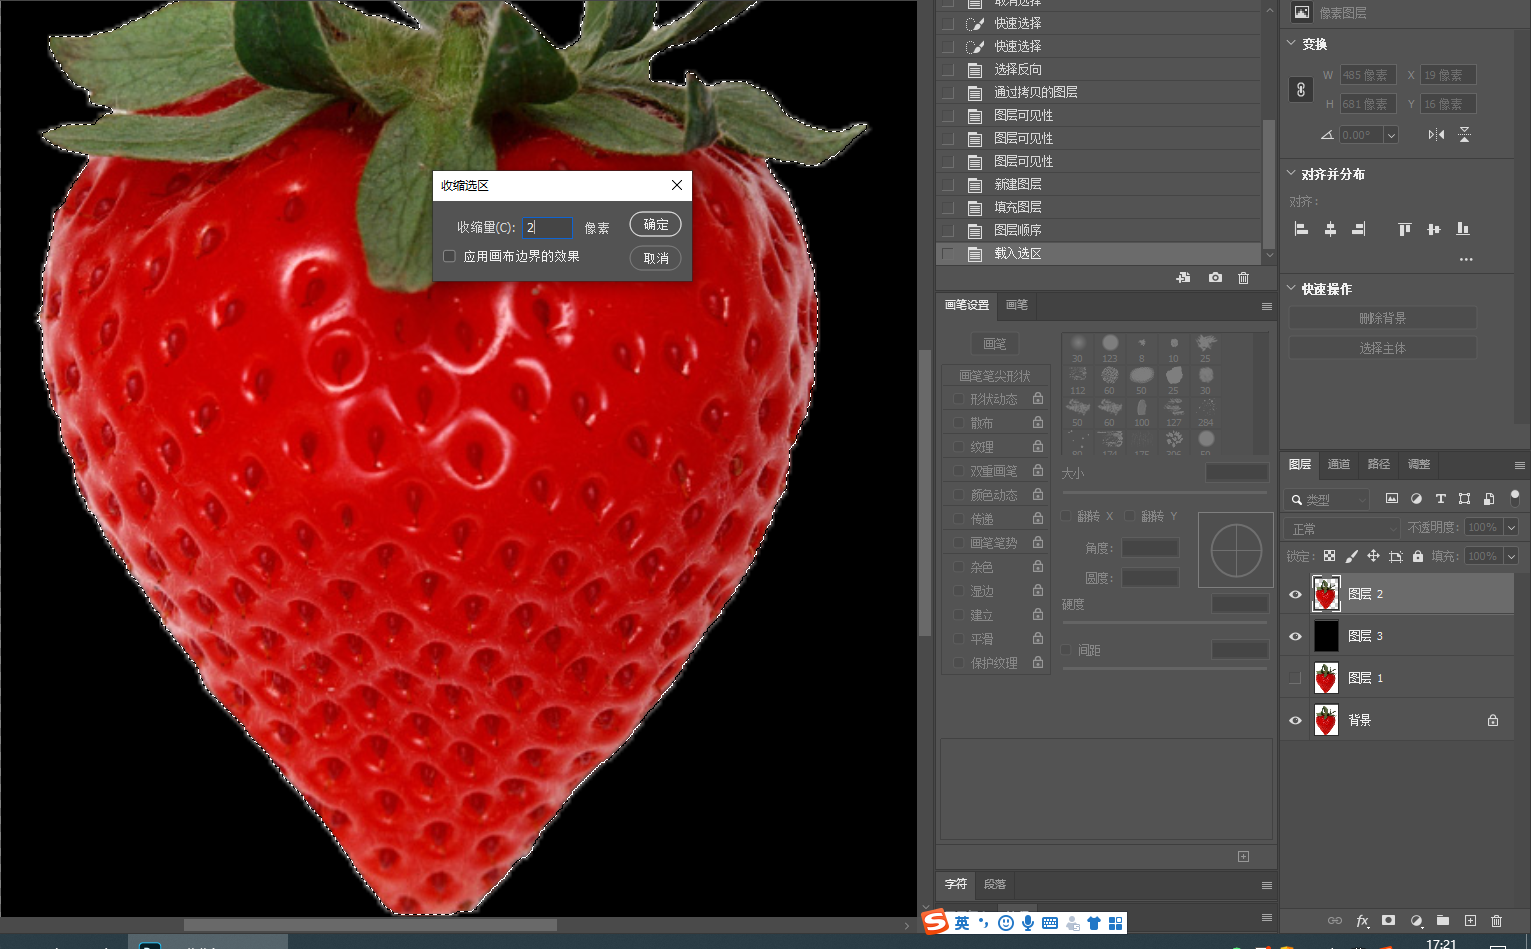 收缩选区
收缩量(C): 2 像素
应用画布边界的效果
确定
取消
取消选择
快速选择
快速选择
选择反向
通过拷贝的图层
图层可见性
图层可见性
图层可见性
新建图层
填充图层
图层顺序
载入选区
画笔设置 画笔
画笔
画笔笔尖形状
形状动态
散布
纹理
双重画笔
颜色动态
传递
画笔笔势
杂色
湿边
建立
平滑
保护纹理
30 123 8 10 25
112 60 50 25 30
50 60 100 127 284
大小
翻转 X 翻转 Y
角度:
圆度:
硬度
间距
字符 段落
像素图层
变换
W 485 像素 X 19 像素
H 681 像素 Y 16 像素
0.00°
对齐并分布
对齐:
快速操作
删除背景
选择主体
图层 通道 路径 调整
类型
正常 不透明度: 100%
锁定: 填充: 100%
图层 2
图层 3
图层 1
背景
fx
S 英
17:21